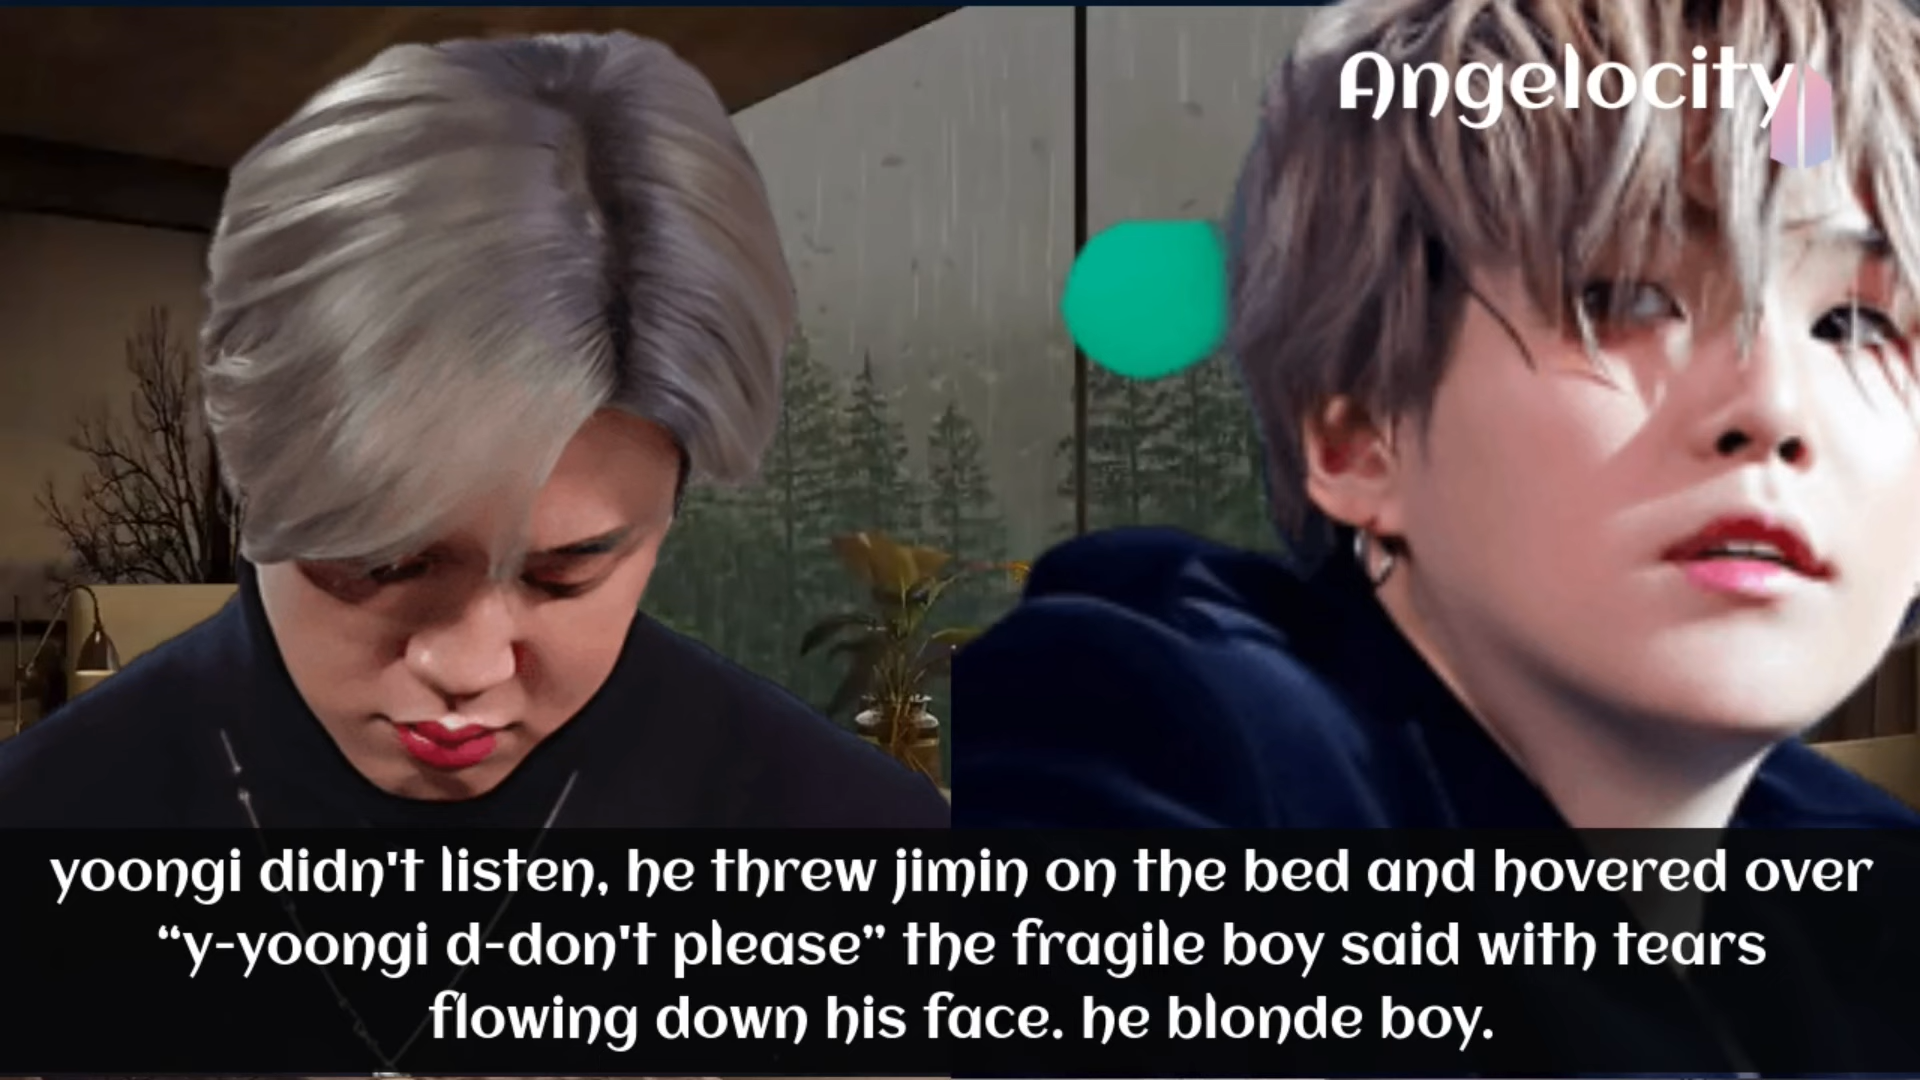 Angelocity
yoongi didn't listen, he threw jimin on the bed and hovered over
“y-yoongi d-don't please” the fragile boy said with tears
flowing down his face. he blonde boy.